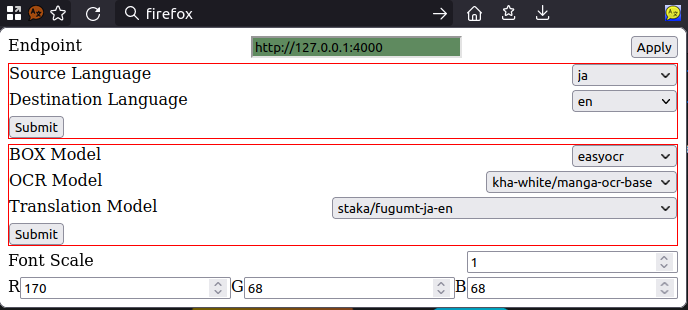 firefox
Endpoint http://127.0.0.1:4000 Apply
Source Language ja
Destination Language en
Submit
BOX Model easyocr
OCR Model kha-white/manga-ocr-base
Translation Model staka/fugumt-ja-en
Submit
Font Scale 1
R 170 G 68 B 68